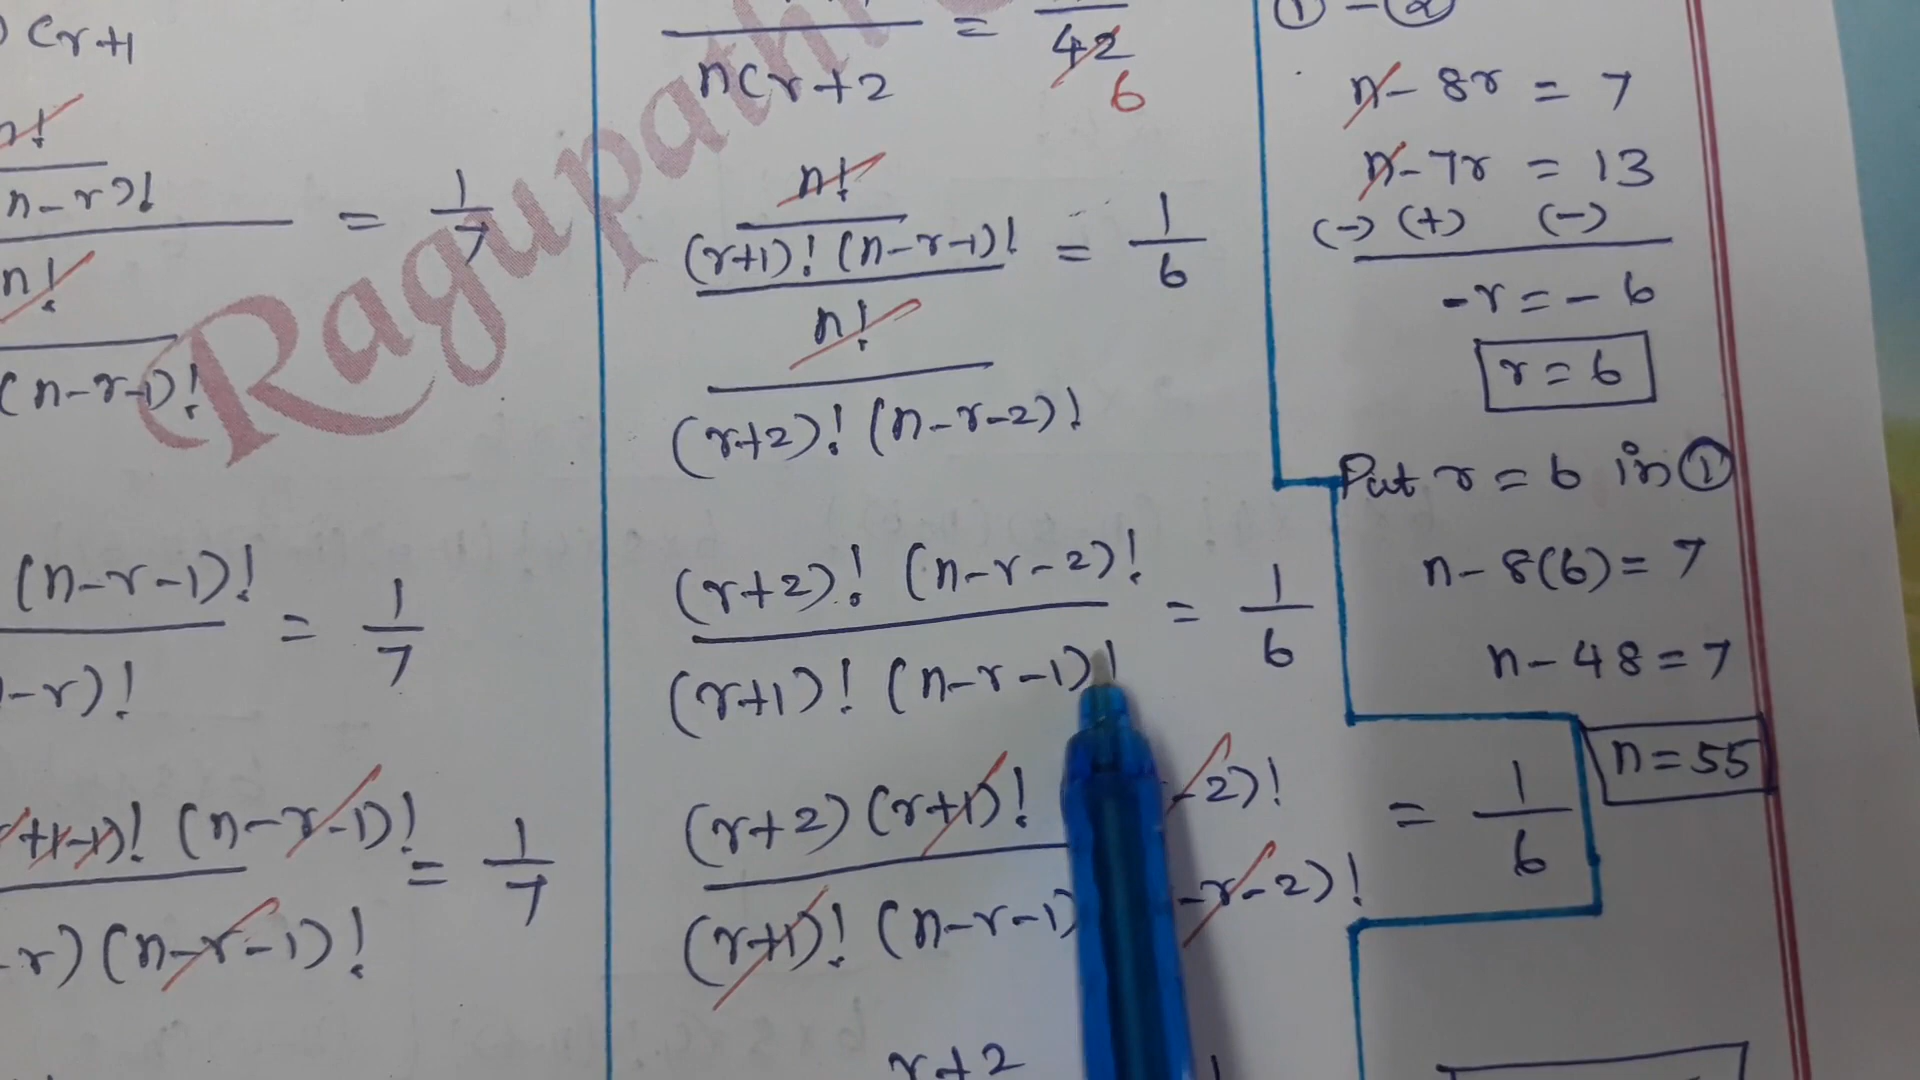 Cr+1
n!
n-r)!
= 1/7
n!
(n-r-1)!
(n-r-1)!
= 1/7
-r)!
+1-1)! (n-r-1)!
= 1/7
-r) (n-r-1)!
nCr+2
=
42
6
n!
(r+1)! (n-r-1)!
= 1/6
n!
(r+2)! (n-r-2)!
(r+2)! (n-r-2)!
(r+1)! (n-r-1)!
= 1/6
(r+2) (r+1)! -2)!
(r+1)! (n-r-1) -r-2)!
= 1/6
r+2
① - ②
n - 8r = 7
n - 7r = 13
(-) (+) (-)
-r = -6
r = 6
Put r = 6 in ①
n - 8(6) = 7
n - 48 = 7
n = 55
Ragupathi